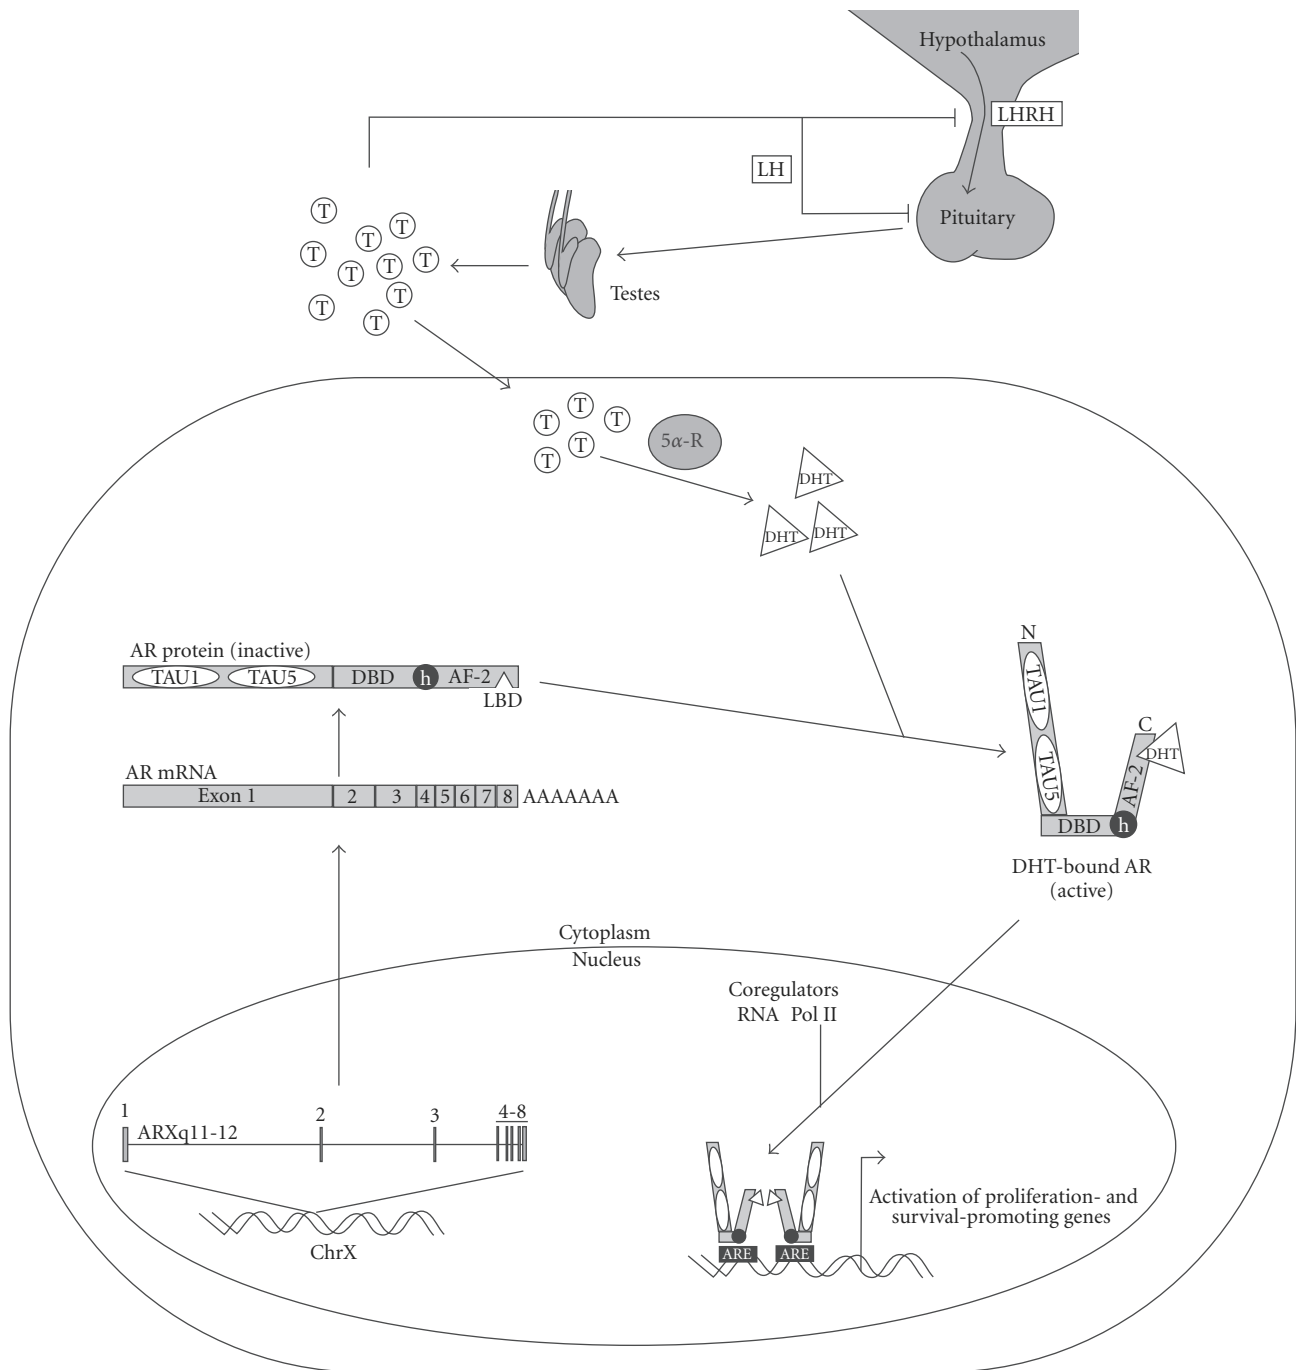 Hypothalamus
LHRH
LH
Pituitary
T
T
T
T
T
T
T
T
T
T
Testes
T
T
T
T
T
5α-R
DHT
DHT
DHT
AR protein (inactive)
TAU1 TAU5 DBD h AF-2
LBD
AR mRNA
Exon 1 2 3 4 5 6 7 8 AAAAAAA
N
TAU1
TAU5
C
DHT
AF-2
DBD h
DHT-bound AR
(active)
Cytoplasm
Nucleus
Coregulators
RNA Pol II
1 2 3 4-8
ARXq11-12
ChrX
ARE ARE
Activation of proliferation- and
survival-promoting genes